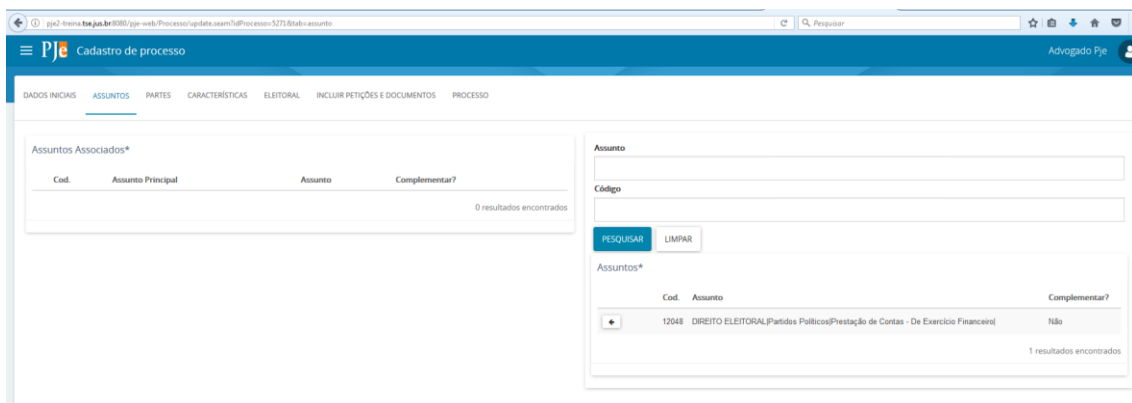 pje2-treina.tse.jus.br:8080/pje-web/Processo/update.seam?idProcesso=5271&tab=assunto
Pesquisar
PJe Cadastro de processo
Advogado Pje
DADOS INICIAIS ASSUNTOS PARTES CARACTERÍSTICAS ELEITORAL INCLUIR PETIÇÕES E DOCUMENTOS PROCESSO
Assuntos Associados*
Cod. Assunto Principal Assunto Complementar?
0 resultados encontrados
Assunto
Código
PESQUISAR LIMPAR
Assuntos*
Cod. Assunto Complementar?
12048 DIREITO ELEITORAL|Partidos Políticos|Prestação de Contas - De Exercício Financeiro| Não
1 resultados encontrados